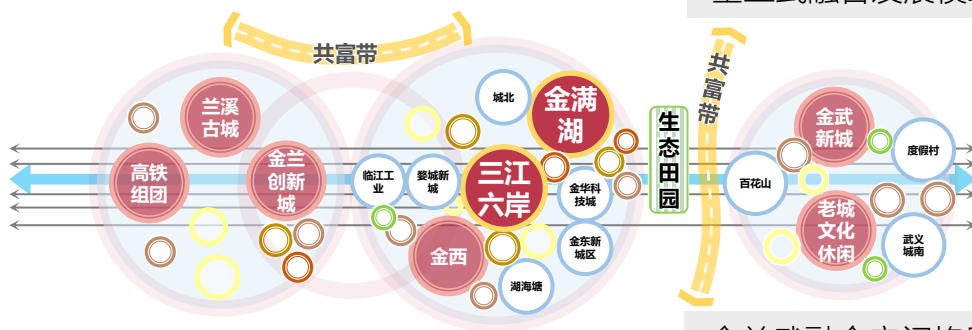 共富带
共富带
兰溪
古城
高铁
组团
金兰
创新
城
临江工
业
婺城新
城
城北
金满
湖
三江
六岸
金华科
技城
金西
金东新
城区
湖海塘
生
态
田
园
金武
新城
度假村
百花山
老城
文化
休闲
武义
城南